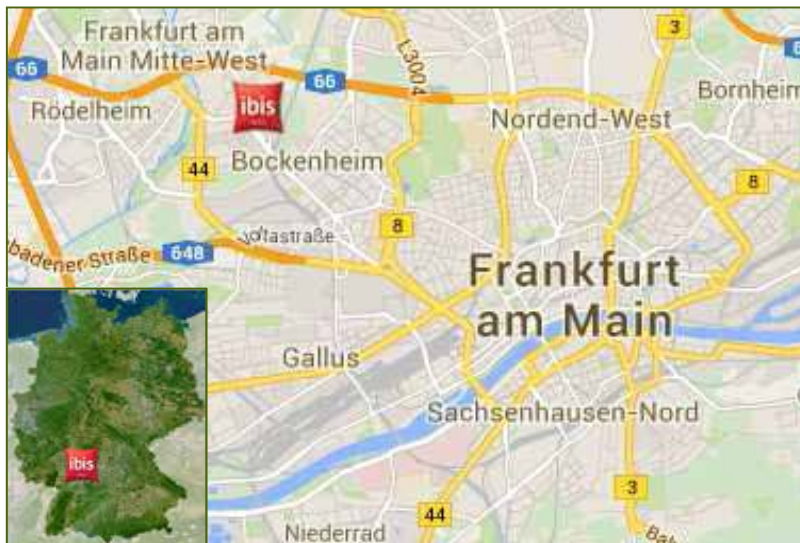 Frankfurt am
Main Mitte-West
66
Rödelheim
ibis
66
L3004
3
Bornheim
Nordend-West
44
Bockenheim
8
8
badener Straße
648
Frankfurt
am Main
Gallus
Sachsenhausen-Nord
ibis
3
44
Niederrad